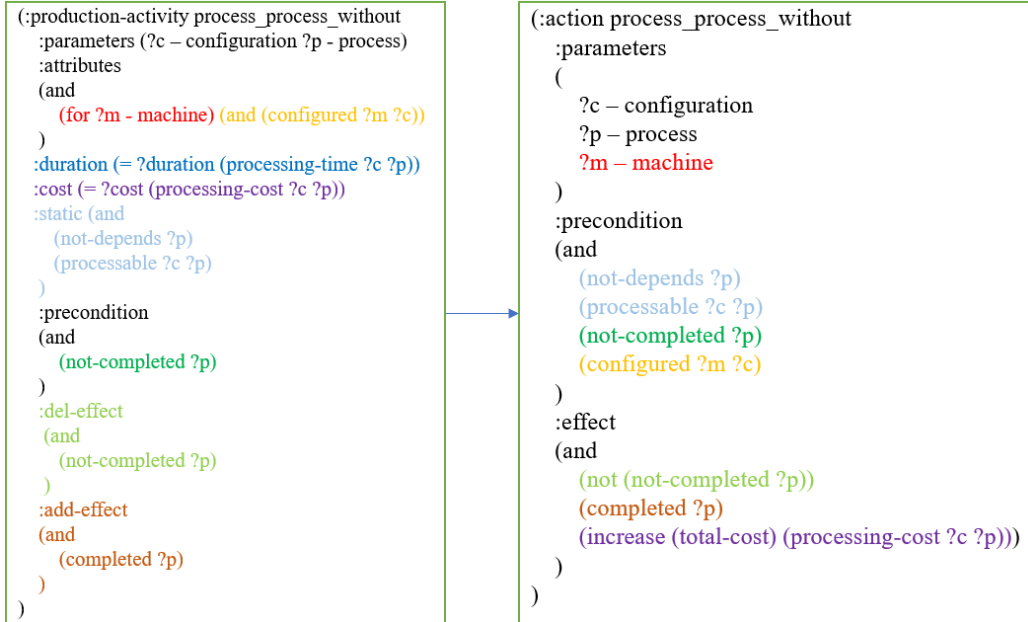 (:production-activity process_process_without
:parameters (?c – configuration ?p - process)
:attributes
(and
(for ?m - machine) (and (configured ?m ?c))
)
:duration (= ?duration (processing-time ?c ?p))
:cost (= ?cost (processing-cost ?c ?p))
:static (and
(not-depends ?p)
(processable ?c ?p)
)
:precondition
(and
(not-completed ?p)
)
:del-effect
(and
(not-completed ?p)
)
:add-effect
(and
(completed ?p)
)
)
(:action process_process_without
:parameters
(
?c – configuration
?p – process
?m – machine
)
:precondition
(and
(not-depends ?p)
(processable ?c ?p)
(not-completed ?p)
(configured ?m ?c)
)
:effect
(and
(not (not-completed ?p))
(completed ?p)
(increase (total-cost) (processing-cost ?c ?p)))
)
)